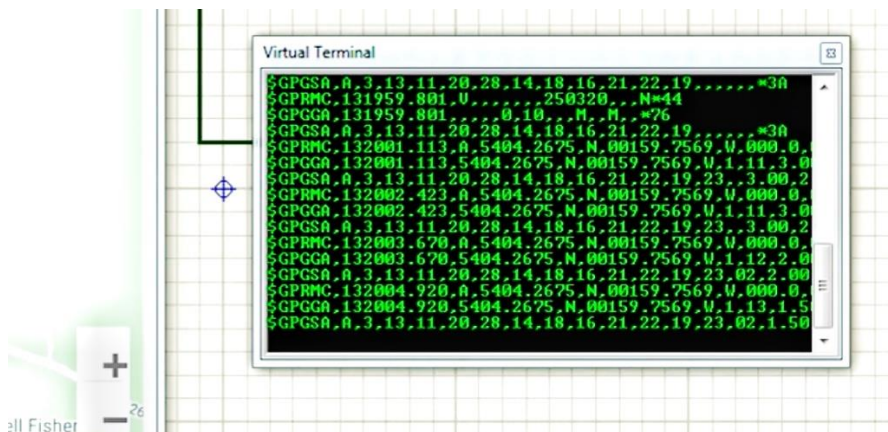 Virtual Terminal
$GPGSA,A,3,13,11,20,28,14,18,16,21,22,19,,,,,,*3A
$GPRMC,131959.801,V,,,,,,,250320,,,N*44
$GPGGA,131959.801,,,,,0,10,,,M,,M,,*76
$GPGSA,A,3,13,11,20,28,14,18,16,21,22,19,,,,,,*3A
$GPRMC,132001.113,A,5404.2675,N,00159.7569,W,000.0,
$GPGGA,132001.113,5404.2675,N,00159.7569,W,1,11,3.0
$GPGSA,A,3,13,11,20,28,14,18,16,21,22,19,23,,3.00,2
$GPRMC,132002.423,A,5404.2675,N,00159.7569,W,000.0,
$GPGGA,132002.423,5404.2675,N,00159.7569,W,1,11,3.0
$GPGSA,A,3,13,11,20,28,14,18,16,21,22,19,23,,3.00,2
$GPRMC,132003.670,A,5404.2675,N,00159.7569,W,000.0,
$GPGGA,132003.670,5404.2675,N,00159.7569,W,1,12,2.0
$GPGSA,A,3,13,11,20,28,14,18,16,21,22,19,23,02,2.00
$GPRMC,132004.920,A,5404.2675,N,00159.7569,W,000.0,
$GPGGA,132004.920,5404.2675,N,00159.7569,W,1,13,1.5
$GPGSA,A,3,13,11,20,28,14,18,16,21,22,19,23,02,1.50
26
ell Fisher